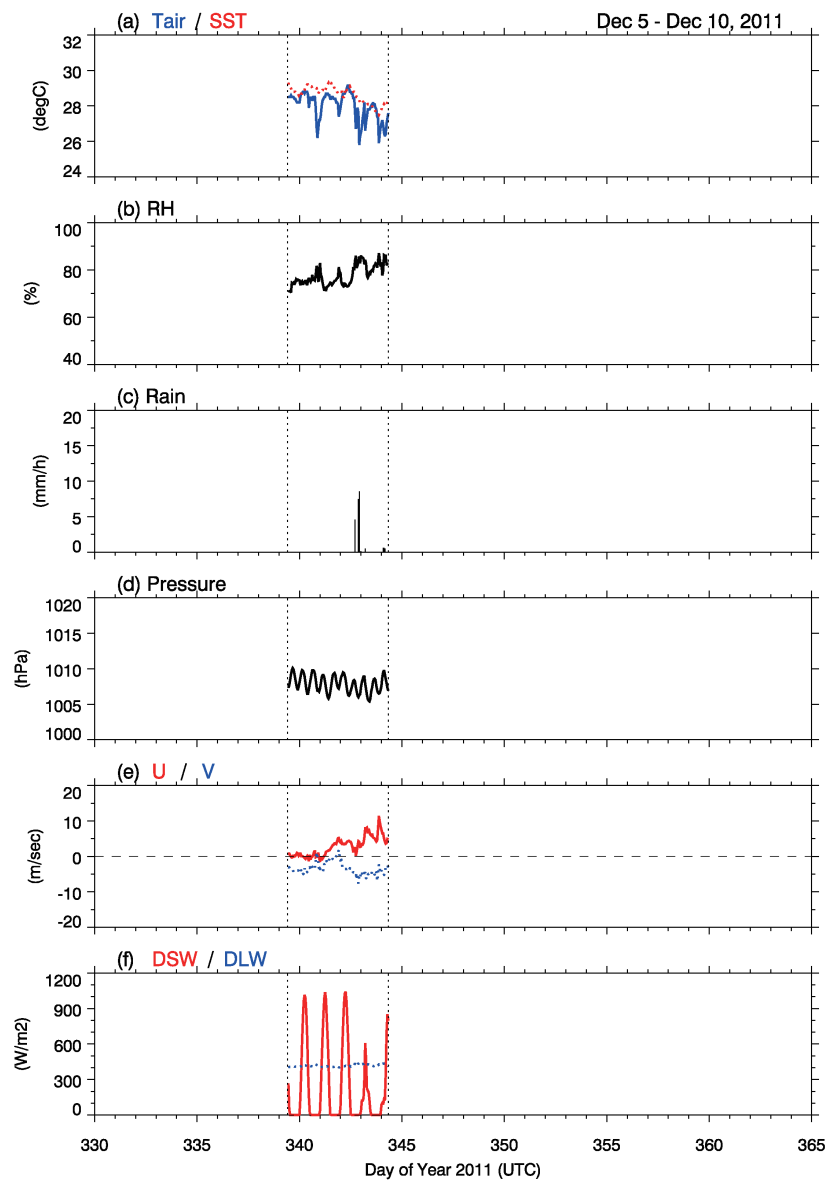 (a) Tair / SST Dec 5 - Dec 10, 2011
32
30
28
26
24
(degC)
(b) RH
100
80
60
40
(%)
(c) Rain
20
15
10
5
0
(mm/h)
(d) Pressure
1020
1015
1010
1005
1000
(hPa)
(e) U / V
20
10
0
-10
-20
(m/sec)
(f) DSW / DLW
1200
900
600
300
0
(W/m2)
330 335 340 345 350 355 360 365
Day of Year 2011 (UTC)